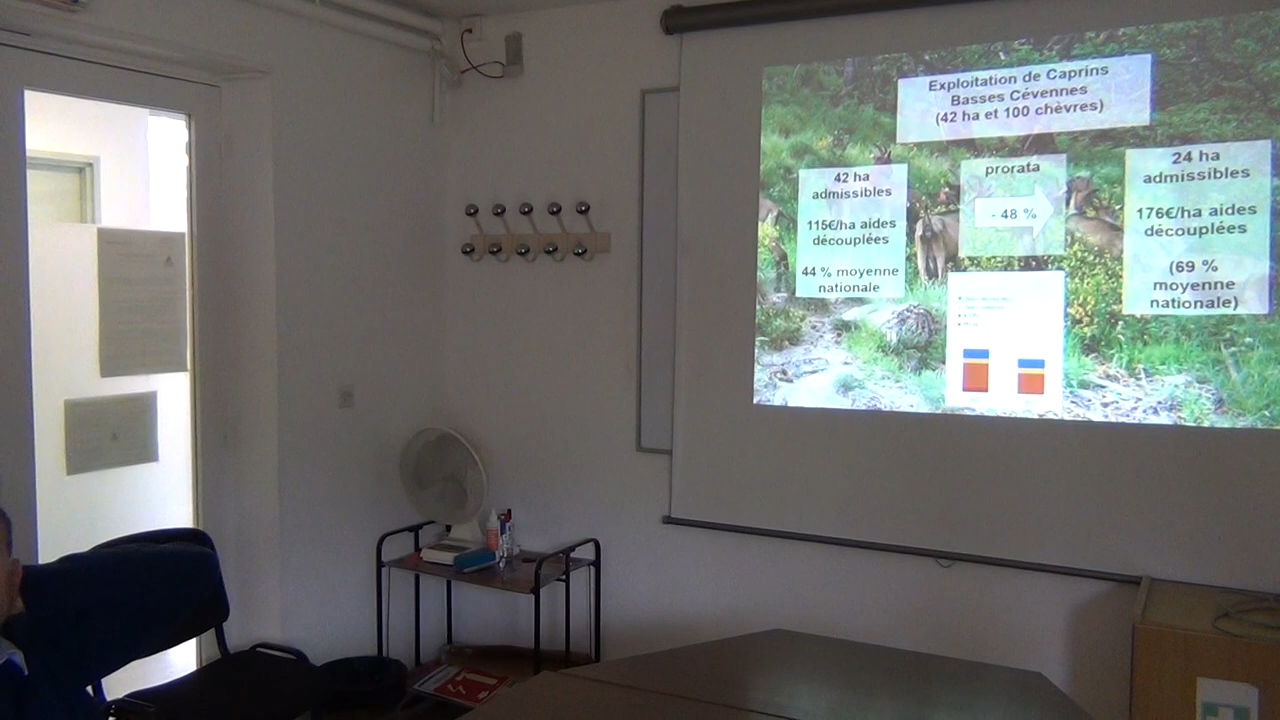 Exploitation de Caprins
Basses Cévennes
(42 ha et 100 chèvres)
42 ha
admissibles
115€/ha aides
découplées
44 % moyenne
nationale
prorata
- 48 %
24 ha
admissibles
176€/ha aides
découplées
(69 %
moyenne
nationale)